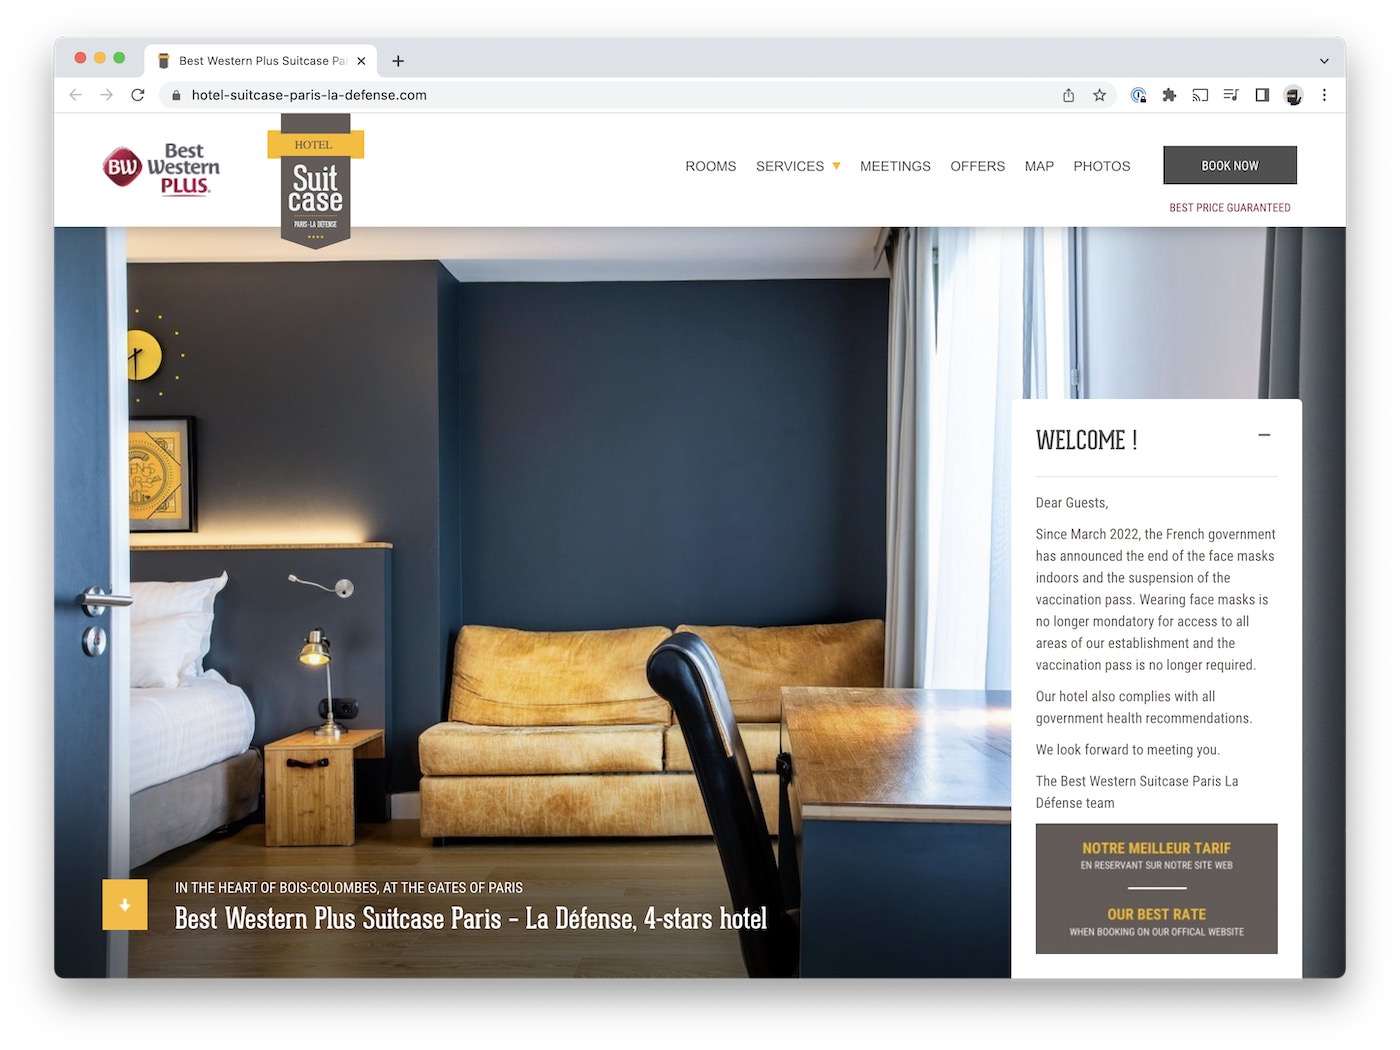 Best Western Plus Suitcase Pa
hotel-suitcase-paris-la-defense.com
BW
Best
Western
PLUS
HOTEL
Suit
case
PARIS-LA DÉFENSE
ROOMS SERVICES MEETINGS OFFERS MAP PHOTOS BOOK NOW
BEST PRICE GUARANTEED
WELCOME !
Dear Guests,
Since March 2022, the French government
has announced the end of the face masks
indoors and the suspension of the
vaccination pass. Wearing face masks is
no longer mondatory for access to all
areas of our establishment and the
vaccination pass is no longer required.
Our hotel also complies with all
government health recommendations.
We look forward to meeting you.
The Best Western Suitcase Paris La
Défense team
NOTRE MEILLEUR TARIF
EN RESERVANT SUR NOTRE SITE WEB
OUR BEST RATE
WHEN BOOKING ON OUR OFFICAL WEBSITE
IN THE HEART OF BOIS-COLOMBES, AT THE GATES OF PARIS
Best Western Plus Suitcase Paris – La Défense, 4-stars hotel